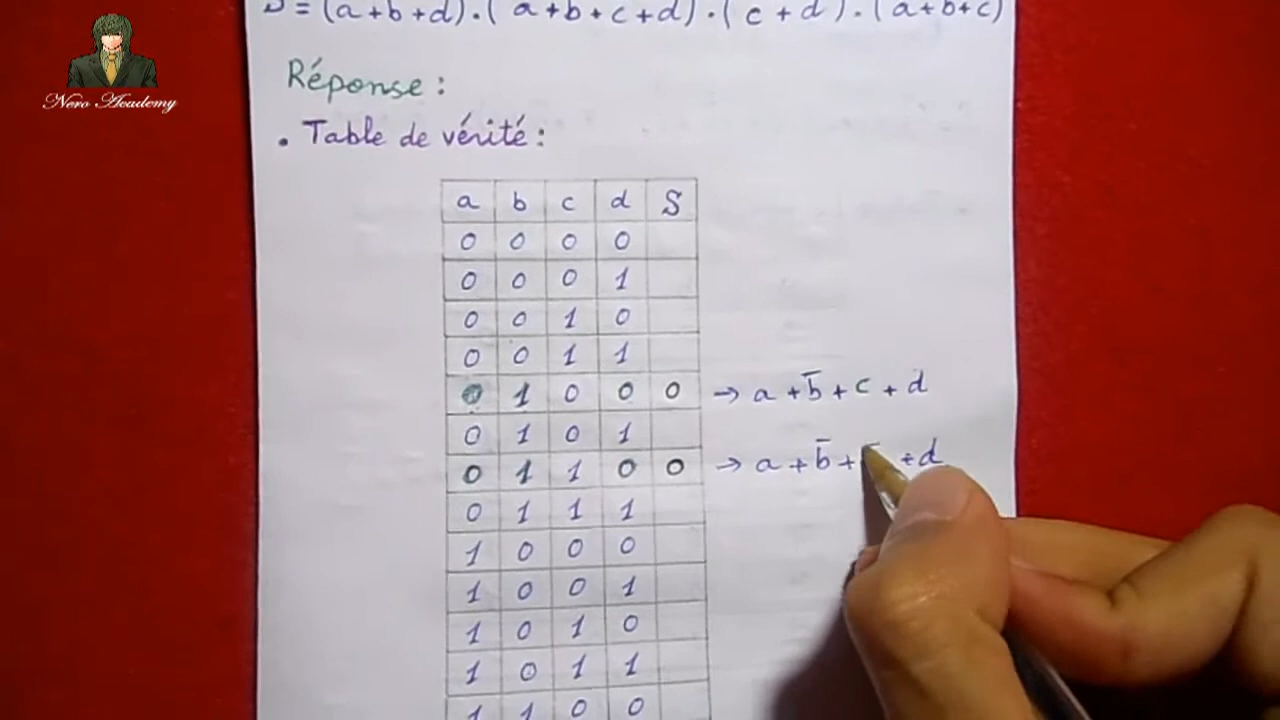 S = (a+b+d).(a+b+c+d).(c+d).(a+b+c)
Nero Academy
Réponse :
. Table de vérité :
a b c d S
0 0 0 0
0 0 0 1
0 0 1 0
0 0 1 1
0 1 0 0 0 → a + b̅ + c + d
0 1 0 1
0 1 1 0 0 → a + b̅ + + d
0 1 1 1
1 0 0 0
1 0 0 1
1 0 1 0
1 0 1 1
1 1 0 0